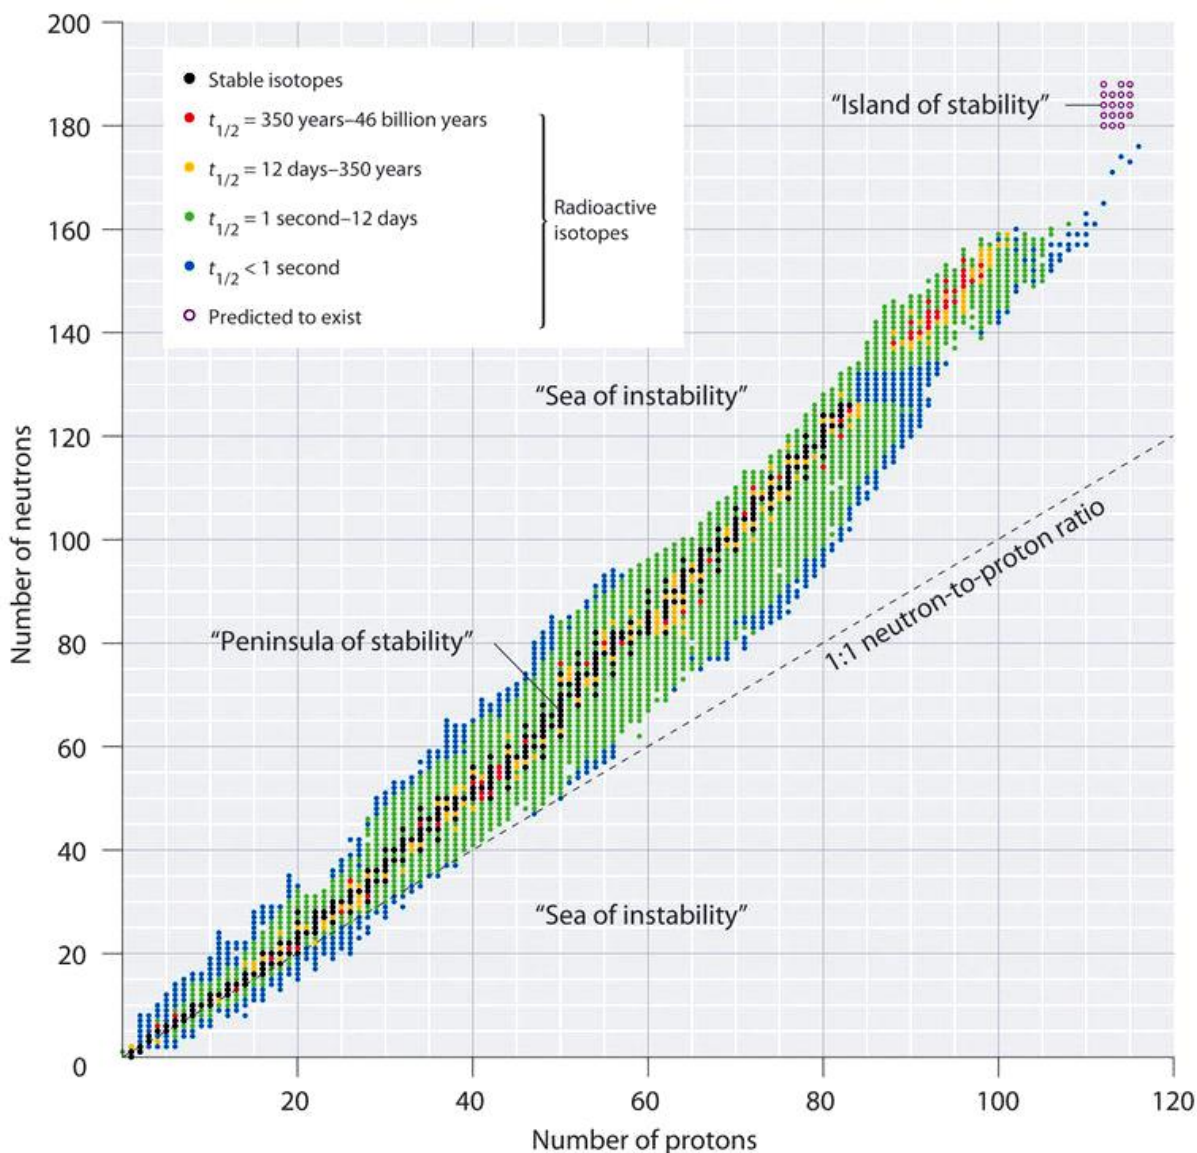 200
180
160
140
120
100
80
60
40
20
0
Number of neutrons
Stable isotopes
t1/2 = 350 years–46 billion years
t1/2 = 12 days–350 years
t1/2 = 1 second–12 days
t1/2 < 1 second
Predicted to exist
Radioactive
isotopes
“Island of stability”
“Sea of instability”
“Peninsula of stability”
1:1 neutron-to-proton ratio
“Sea of instability”
20 40 60 80 100 120
Number of protons